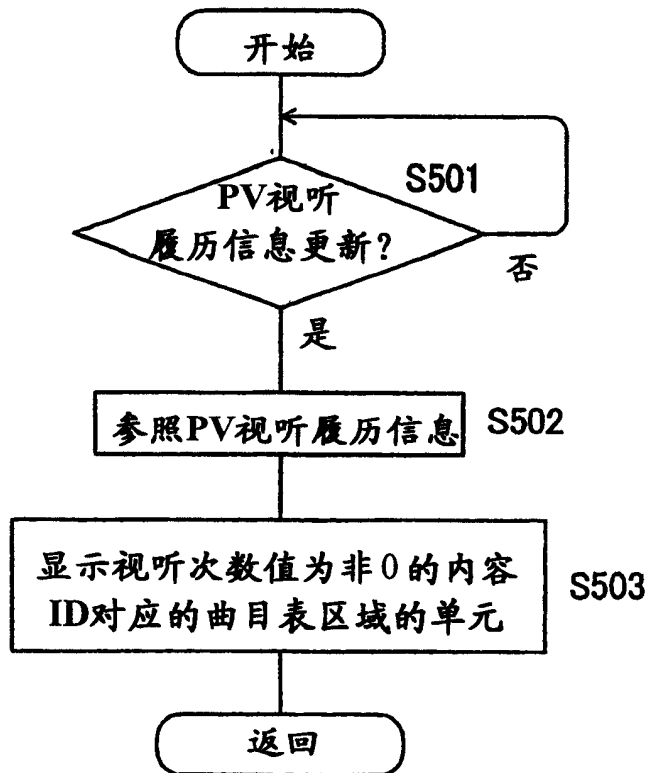 开始
S501
PV视听
履历信息更新?
否
是
参照PV视听履历信息
S502
显示视听次数值为非0的内容
ID对应的曲目表区域的单元
S503
返回